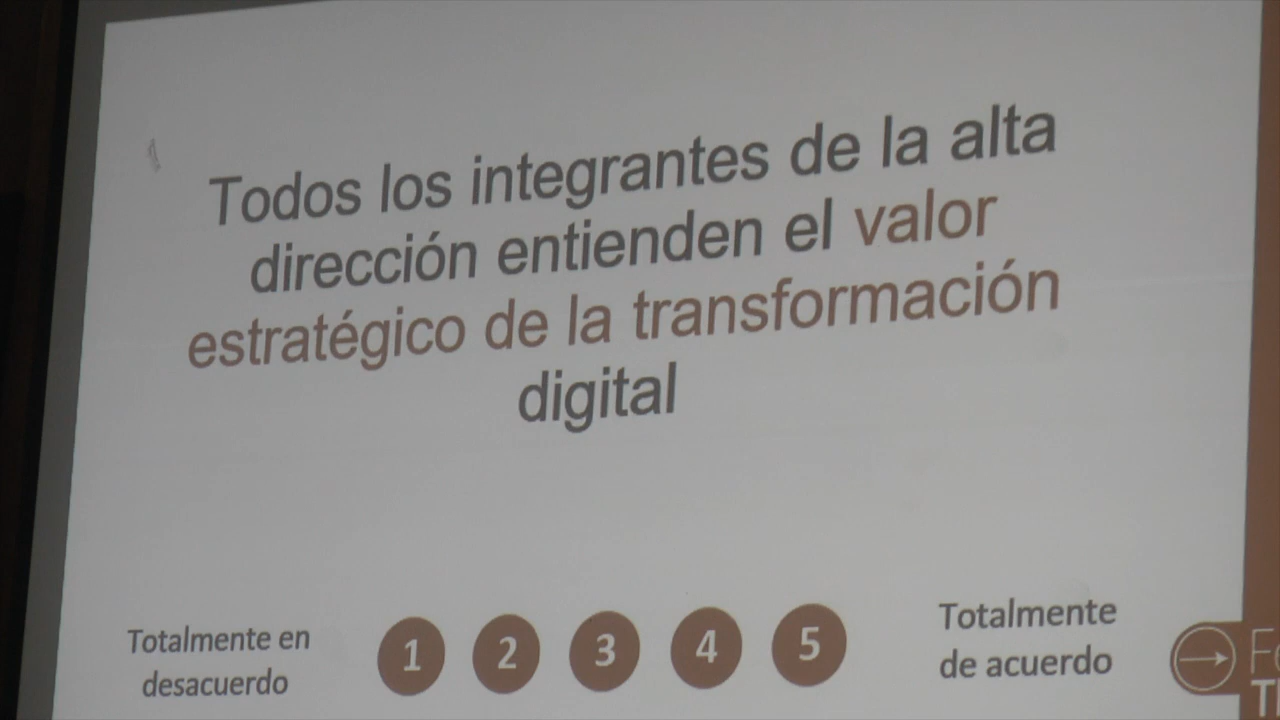 Todos los integrantes de la alta
dirección entienden el valor
estratégico de la transformación
digital
Totalmente en
desacuerdo
1 2 3 4 5
Totalmente
de acuerdo